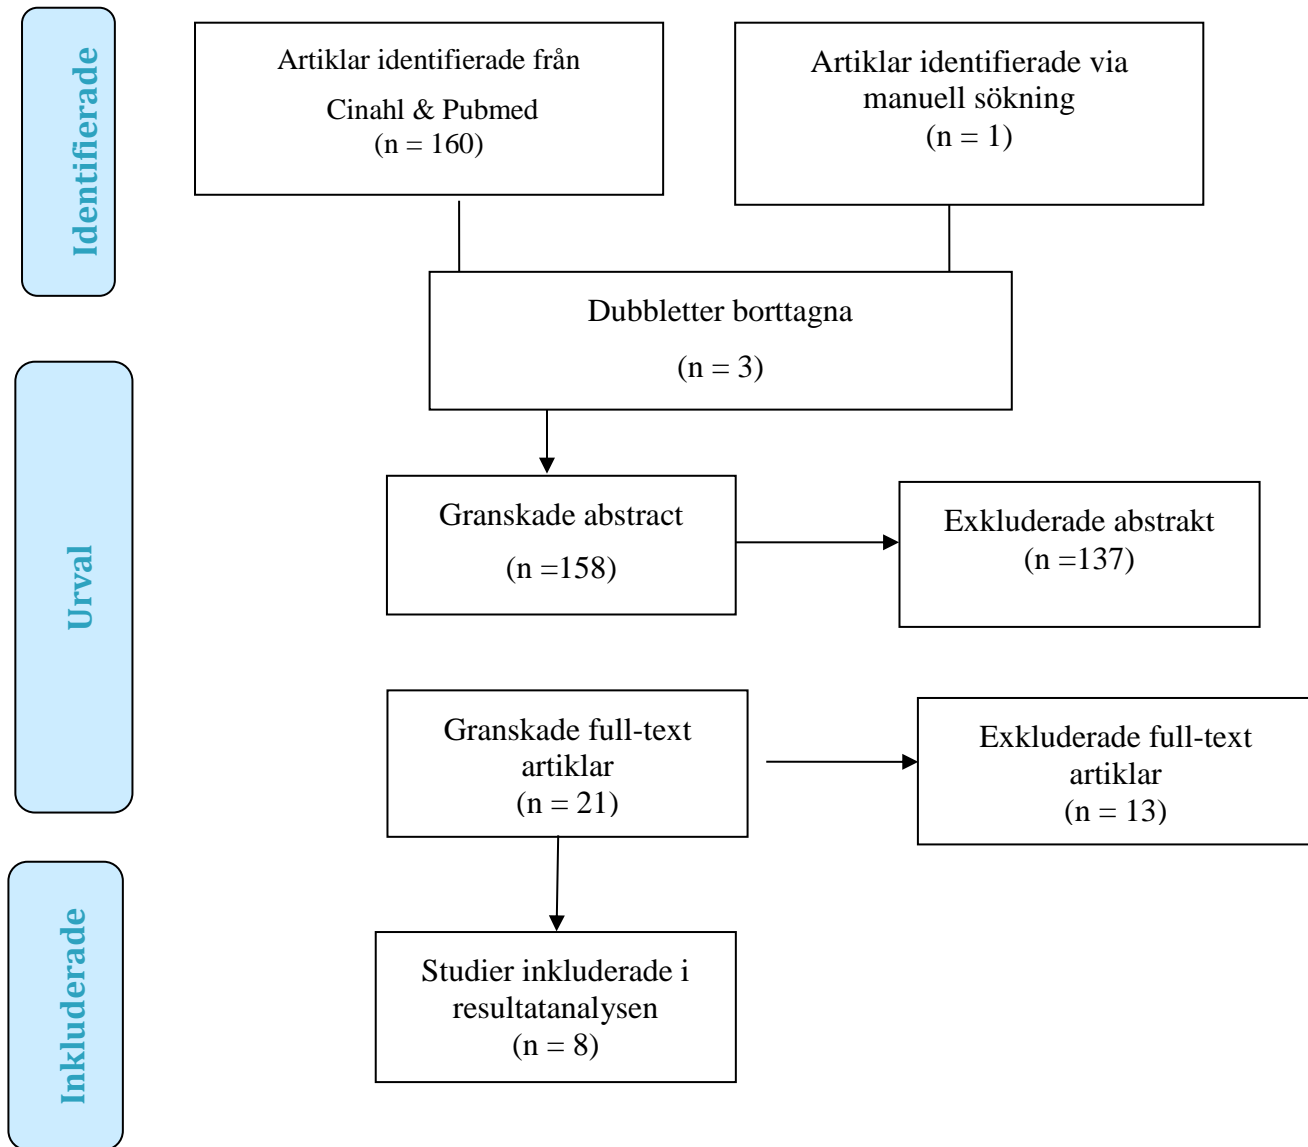 Identifierade
Artiklar identifierade från
Cinahl & Pubmed
(n = 160)
Artiklar identifierade via
manuell sökning
(n = 1)
Dubbletter borttagna
(n = 3)
Urval
Granskade abstract
(n =158)
Exkluderade abstrakt
(n =137)
Granskade full-text
artiklar
(n = 21)
Exkluderade full-text
artiklar
(n = 13)
Inkluderade
Studier inkluderade i
resultatanalysen
(n = 8)